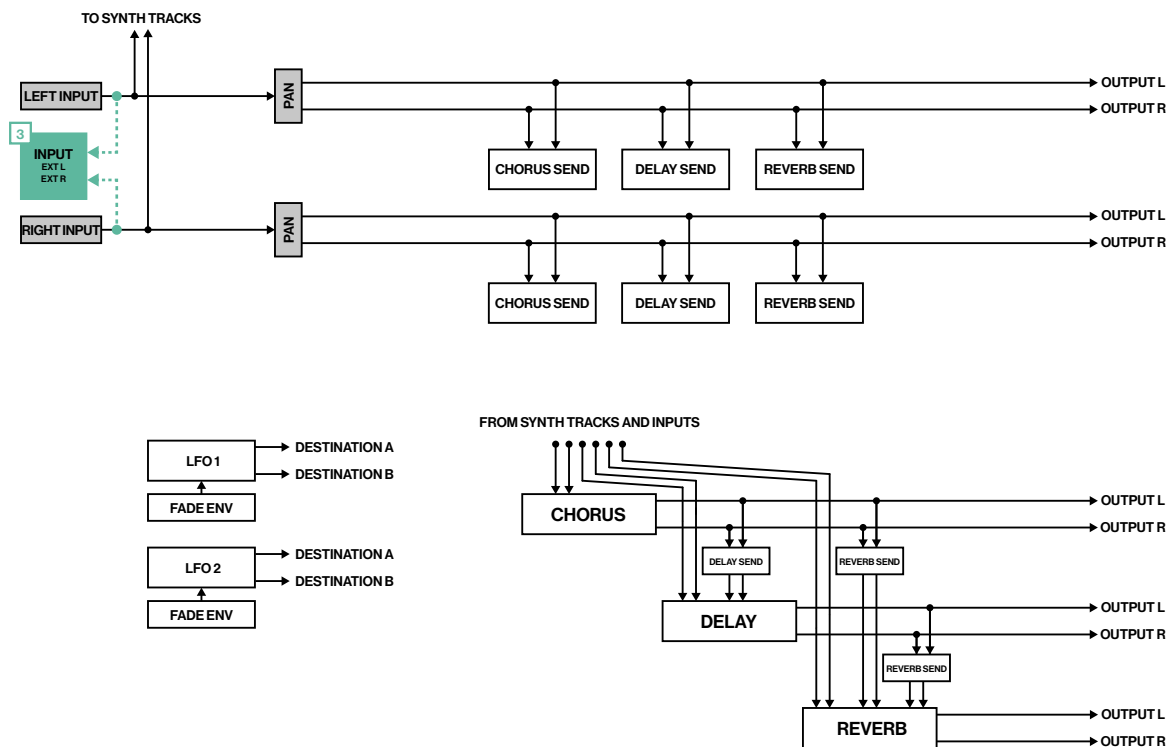 TO SYNTH TRACKS
LEFT INPUT
PAN
OUTPUT L
OUTPUT R
3
INPUT
EXT L
EXT R
CHORUS SEND
DELAY SEND
REVERB SEND
RIGHT INPUT
PAN
OUTPUT L
OUTPUT R
CHORUS SEND
DELAY SEND
REVERB SEND
FROM SYNTH TRACKS AND INPUTS
LFO 1
DESTINATION A
DESTINATION B
FADE ENV
LFO 2
DESTINATION A
DESTINATION B
FADE ENV
CHORUS
OUTPUT L
OUTPUT R
DELAY SEND
REVERB SEND
DELAY
OUTPUT L
OUTPUT R
REVERB SEND
REVERB
OUTPUT L
OUTPUT R